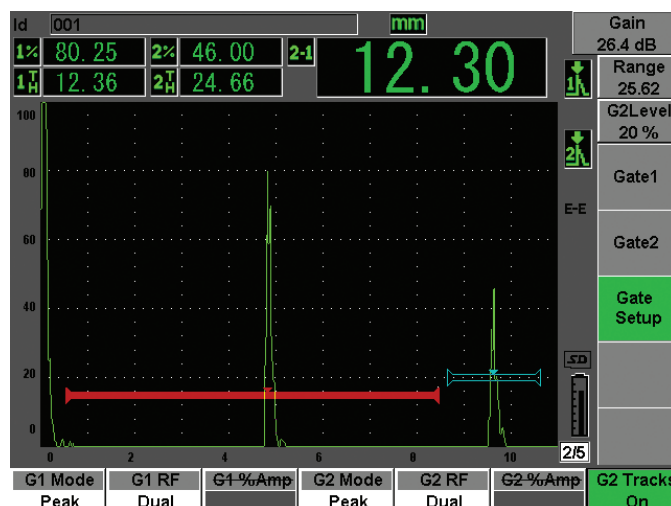 Id 001 mm
1% 80.25 2% 46.00 2-1 12.30
1TH 12.36 2TH 24.66
Gain
26.4 dB
Range
25.62
G2Level
20 %
Gate1
Gate2
Gate
Setup
1
2
E-E
SD
2/5
100
80
60
40
20
0
0 2 4 6 8 10
G1 Mode G1 RF G1 %Amp G2 Mode G2 RF G2 %Amp G2 Tracks
Peak Dual Peak Dual On